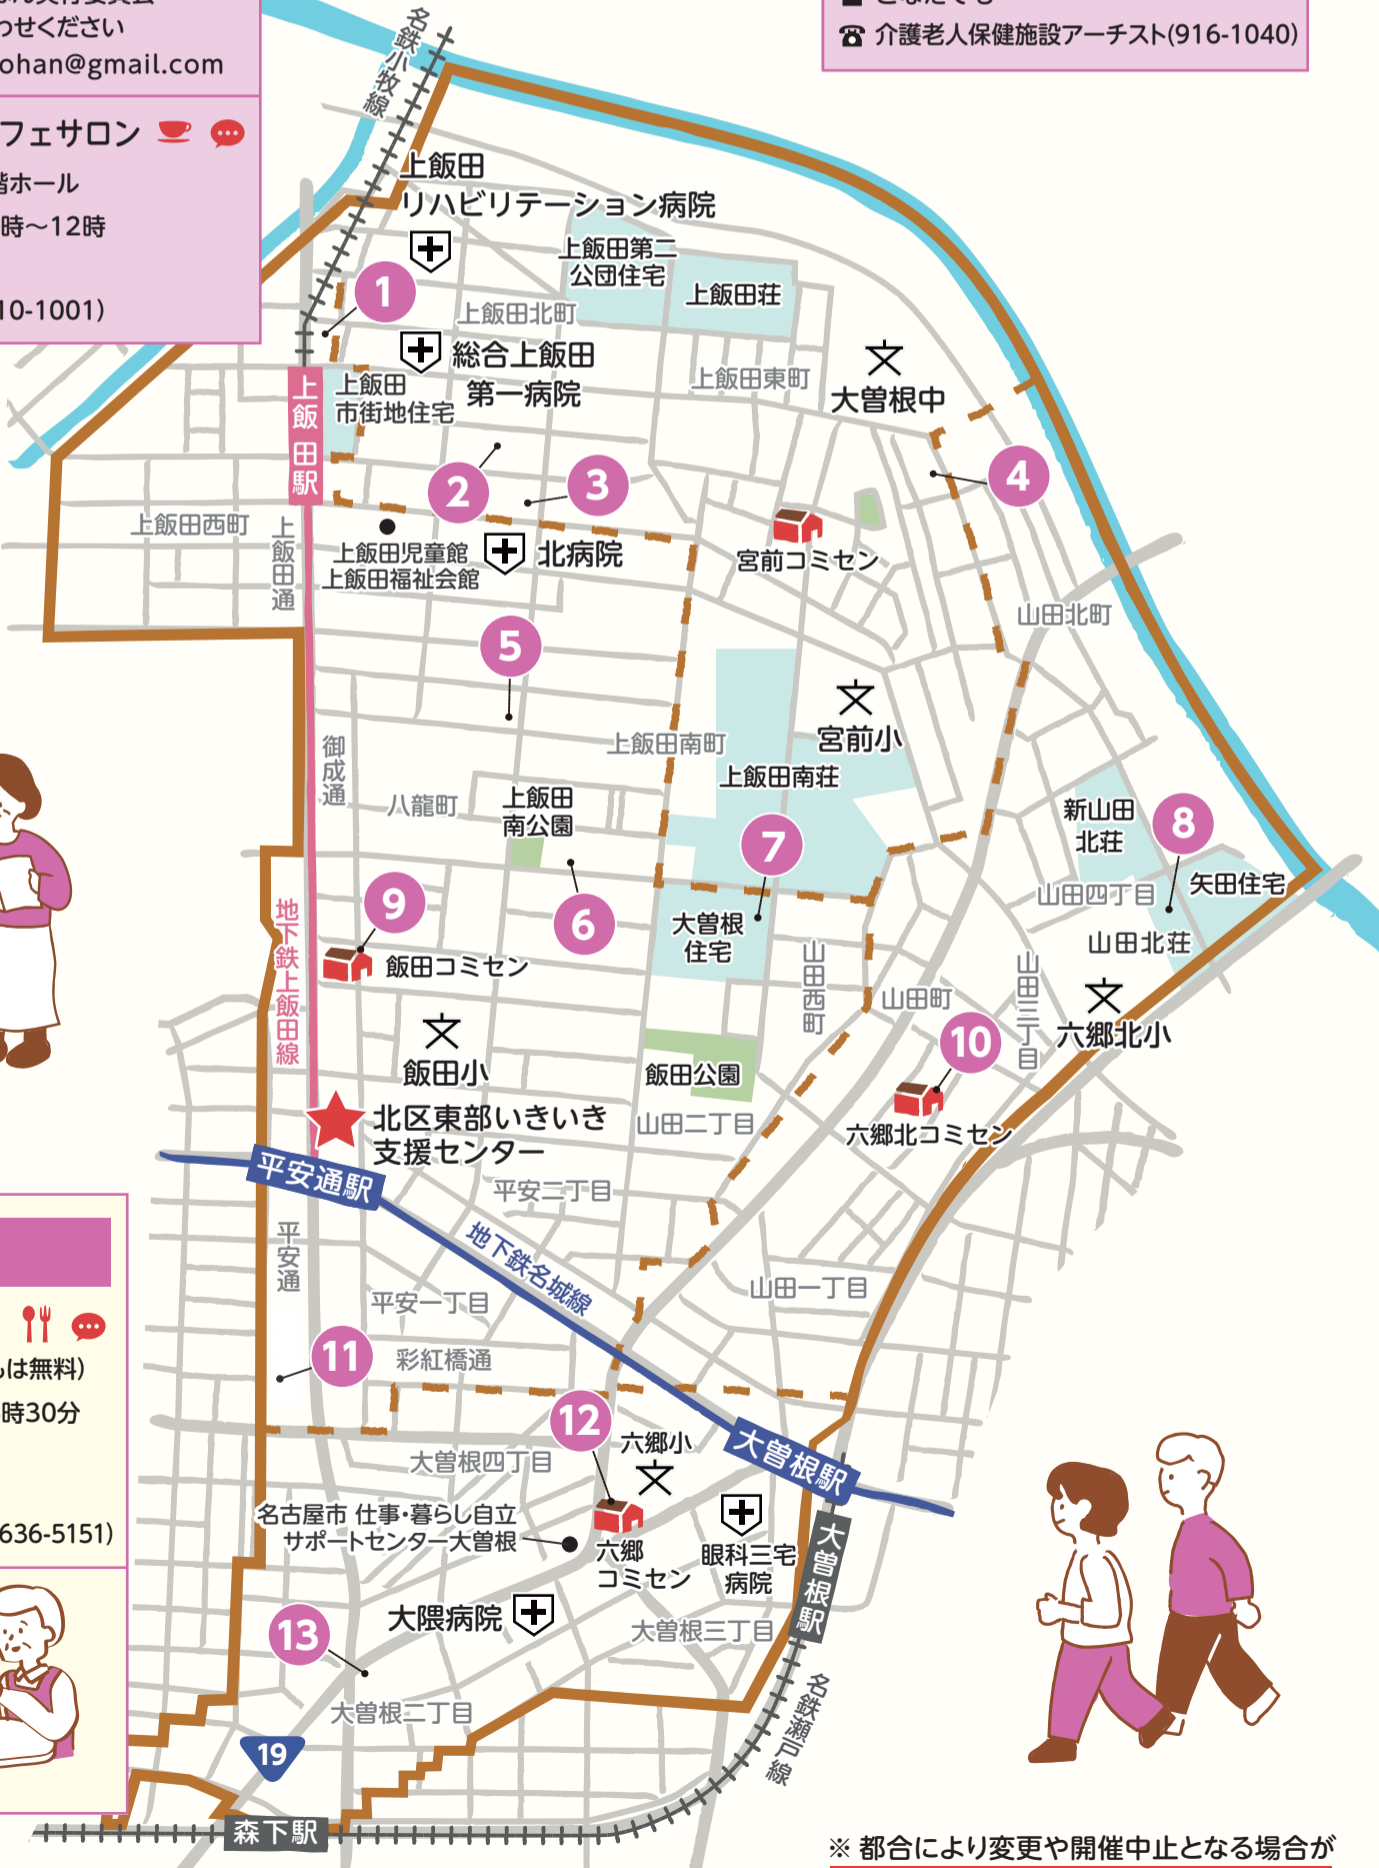 わせください
ohan@gmail.com
フェサロン
階ホール
時～12時
10-1001)
☎ 介護老人保健施設アーチスト(916-1040)
名鉄小牧線
上飯田
リハビリテーション病院
上飯田第二
公団住宅
上飯田荘
1
上飯田北町
総合上飯田
第一病院
上飯田東町
大曽根中
上飯田駅
上飯田
市街地住宅
2
3
4
上飯田西町
上飯田通
上飯田児童館
上飯田福祉会館
北病院
宮前コミセン
山田北町
5
上飯田南町
宮前小
上飯田南荘
御成通
八龍町
上飯田
南公園
7
新山田
北荘
8
山田四丁目
矢田住宅
9
6
大曽根
住宅
山田北荘
地下鉄上飯田線
飯田コミセン
山田西町
山田町
山田三丁目
六郷北小
10
飯田小
飯田公園
北区東部いきいき
支援センター
山田二丁目
六郷北コミセン
平安通駅
平安二丁目
平安通
地下鉄名城線
山田一丁目
平安一丁目
11
彩紅橋通
は無料)
時30分
636-5151)
12
六郷小
大曽根駅
大曽根四丁目
名古屋市 仕事・暮らし自立
サポートセンター大曽根
六郷
コミセン
眼科三宅
病院
大曽根駅
13
大隈病院
大曽根三丁目
大曽根二丁目
名鉄瀬戸線
19
森下駅
※ 都合により変更や開催中止となる場合が